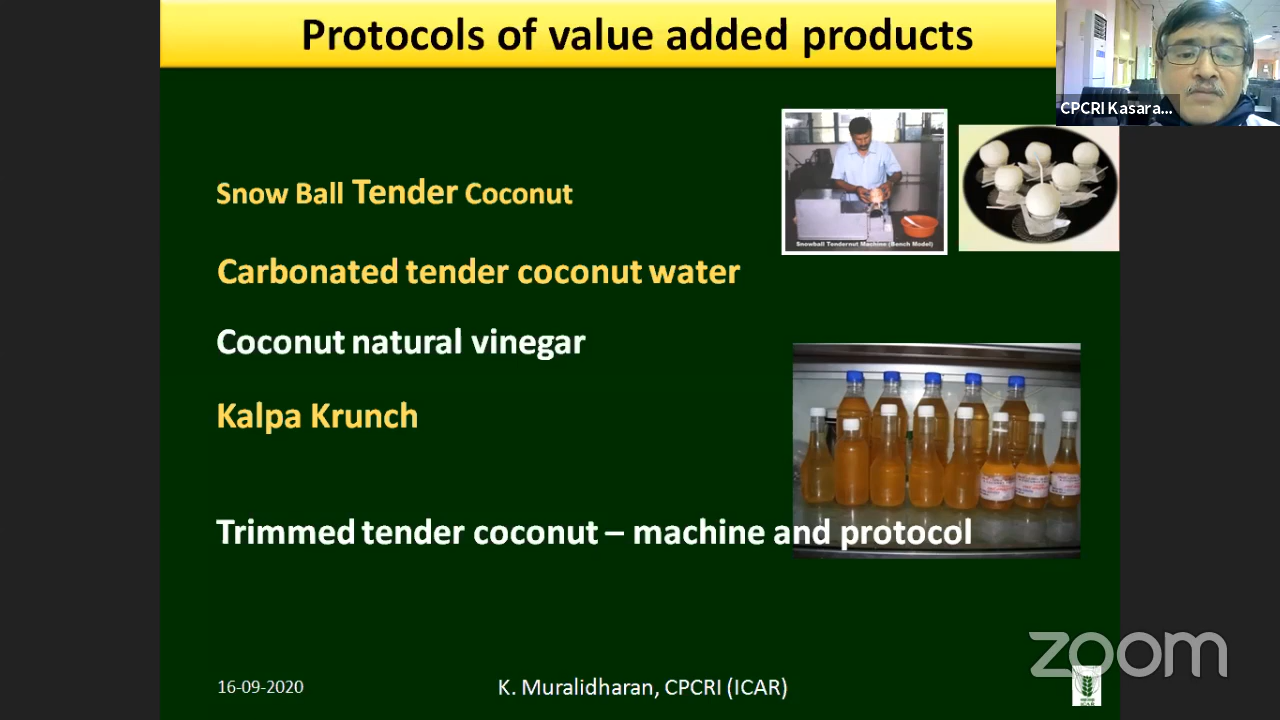 Protocols of value added products
CPCRI Kasara...
Snow Ball Tender Coconut
Snowball Tendernut Machine (Bench Model)
Carbonated tender coconut water
Coconut natural vinegar
Kalpa Krunch
Trimmed tender coconut – machine and protocol
zoom
16-09-2020
K. Muralidharan, CPCRI (ICAR)
ICAR